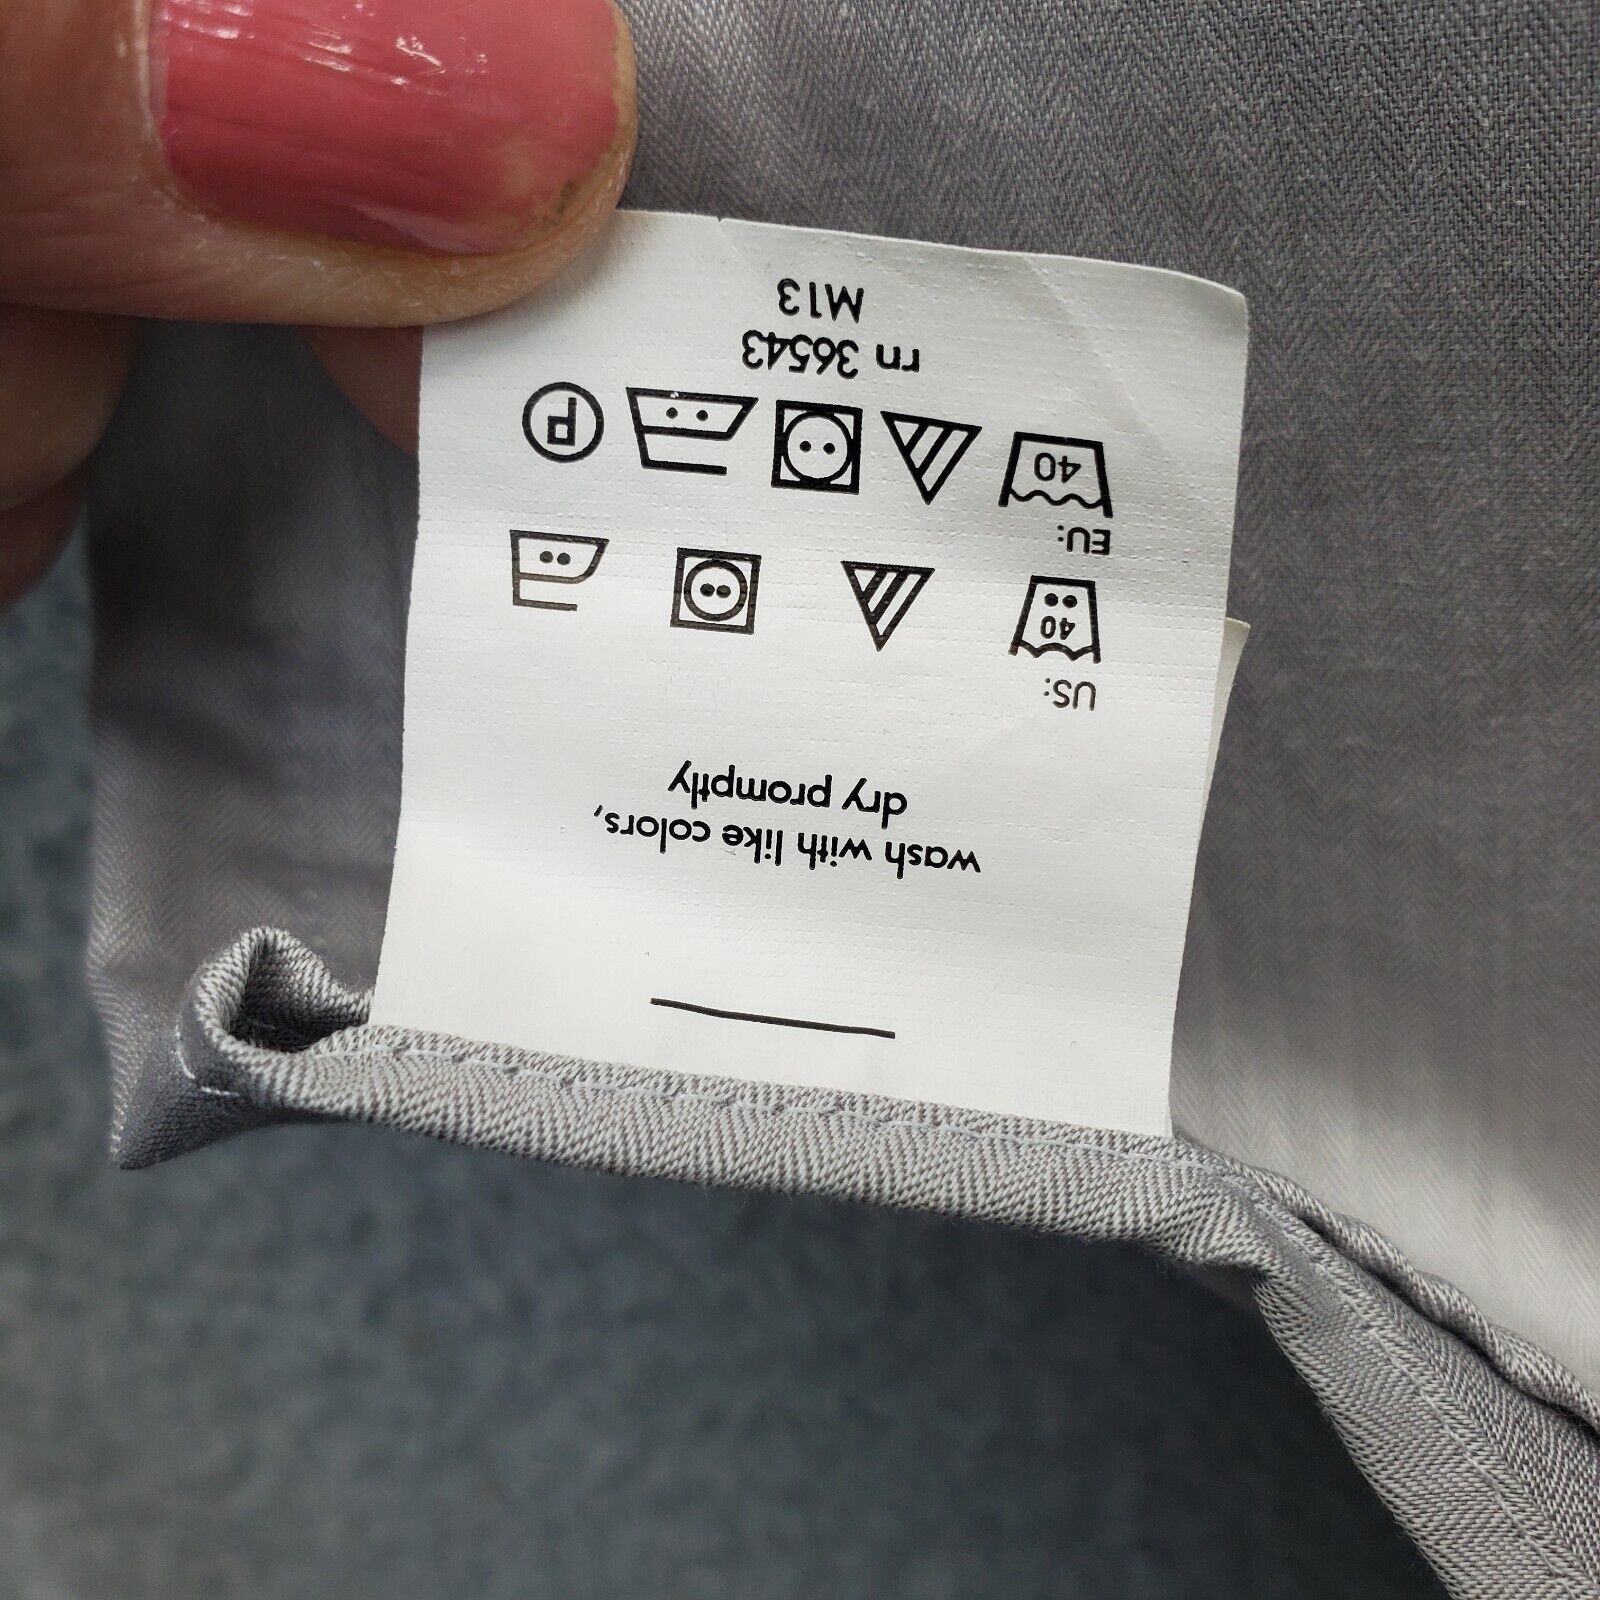 wash with like colors,
dry promptly
US:
40
EU:
40
P
rn 36543
M13